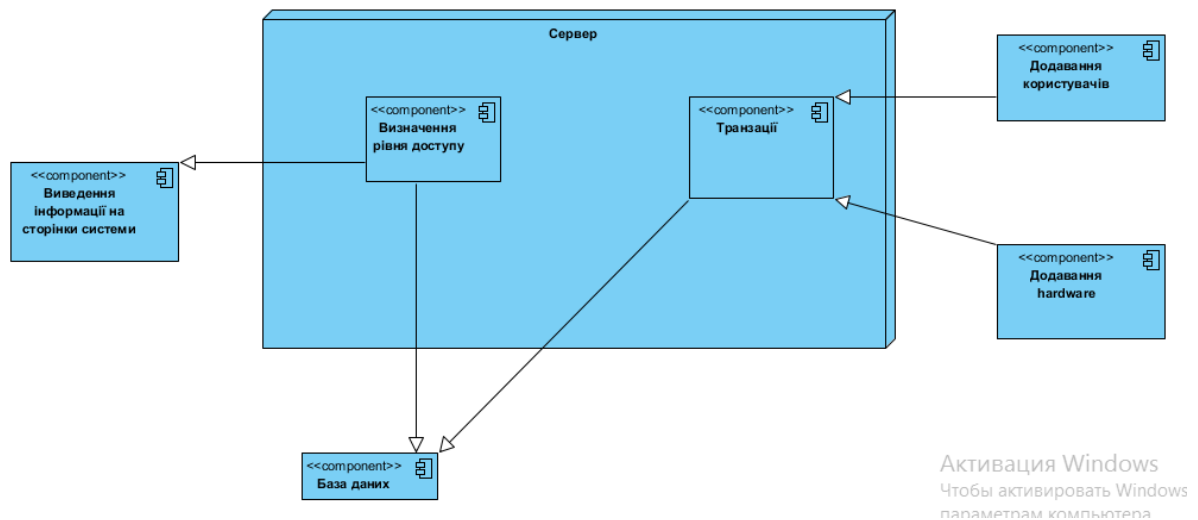 Сервер
<<component>>
Додавання
користувачів
<<component>>
Визначення
рівня доступу
<<component>>
Транзації
<<component>>
Виведення
інформації на
сторінки системи
<<component>>
Додавання
hardware
<<component>>
База даних
Активация Windows
Чтобы активировать Windows
параметрам компьютера